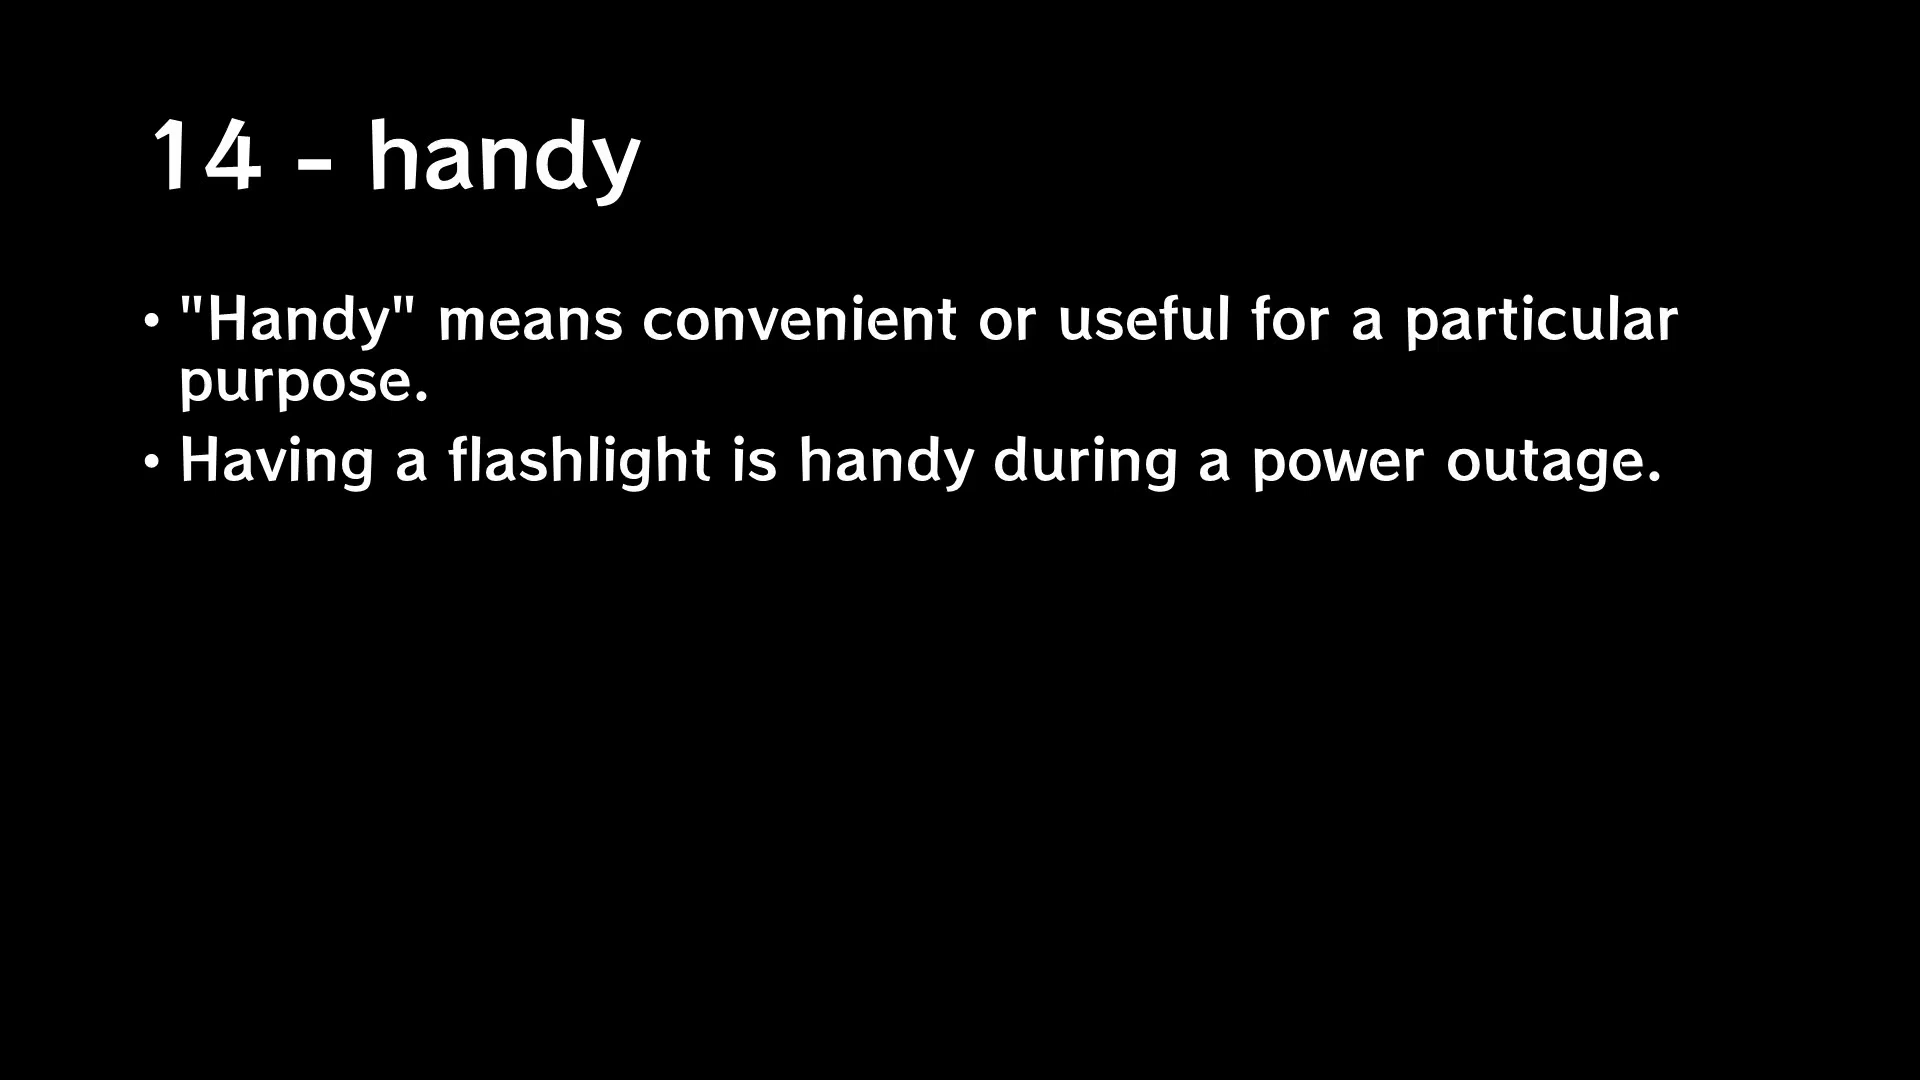 14 - handy
• "Handy" means convenient or useful for a particular
purpose.
• Having a flashlight is handy during a power outage.